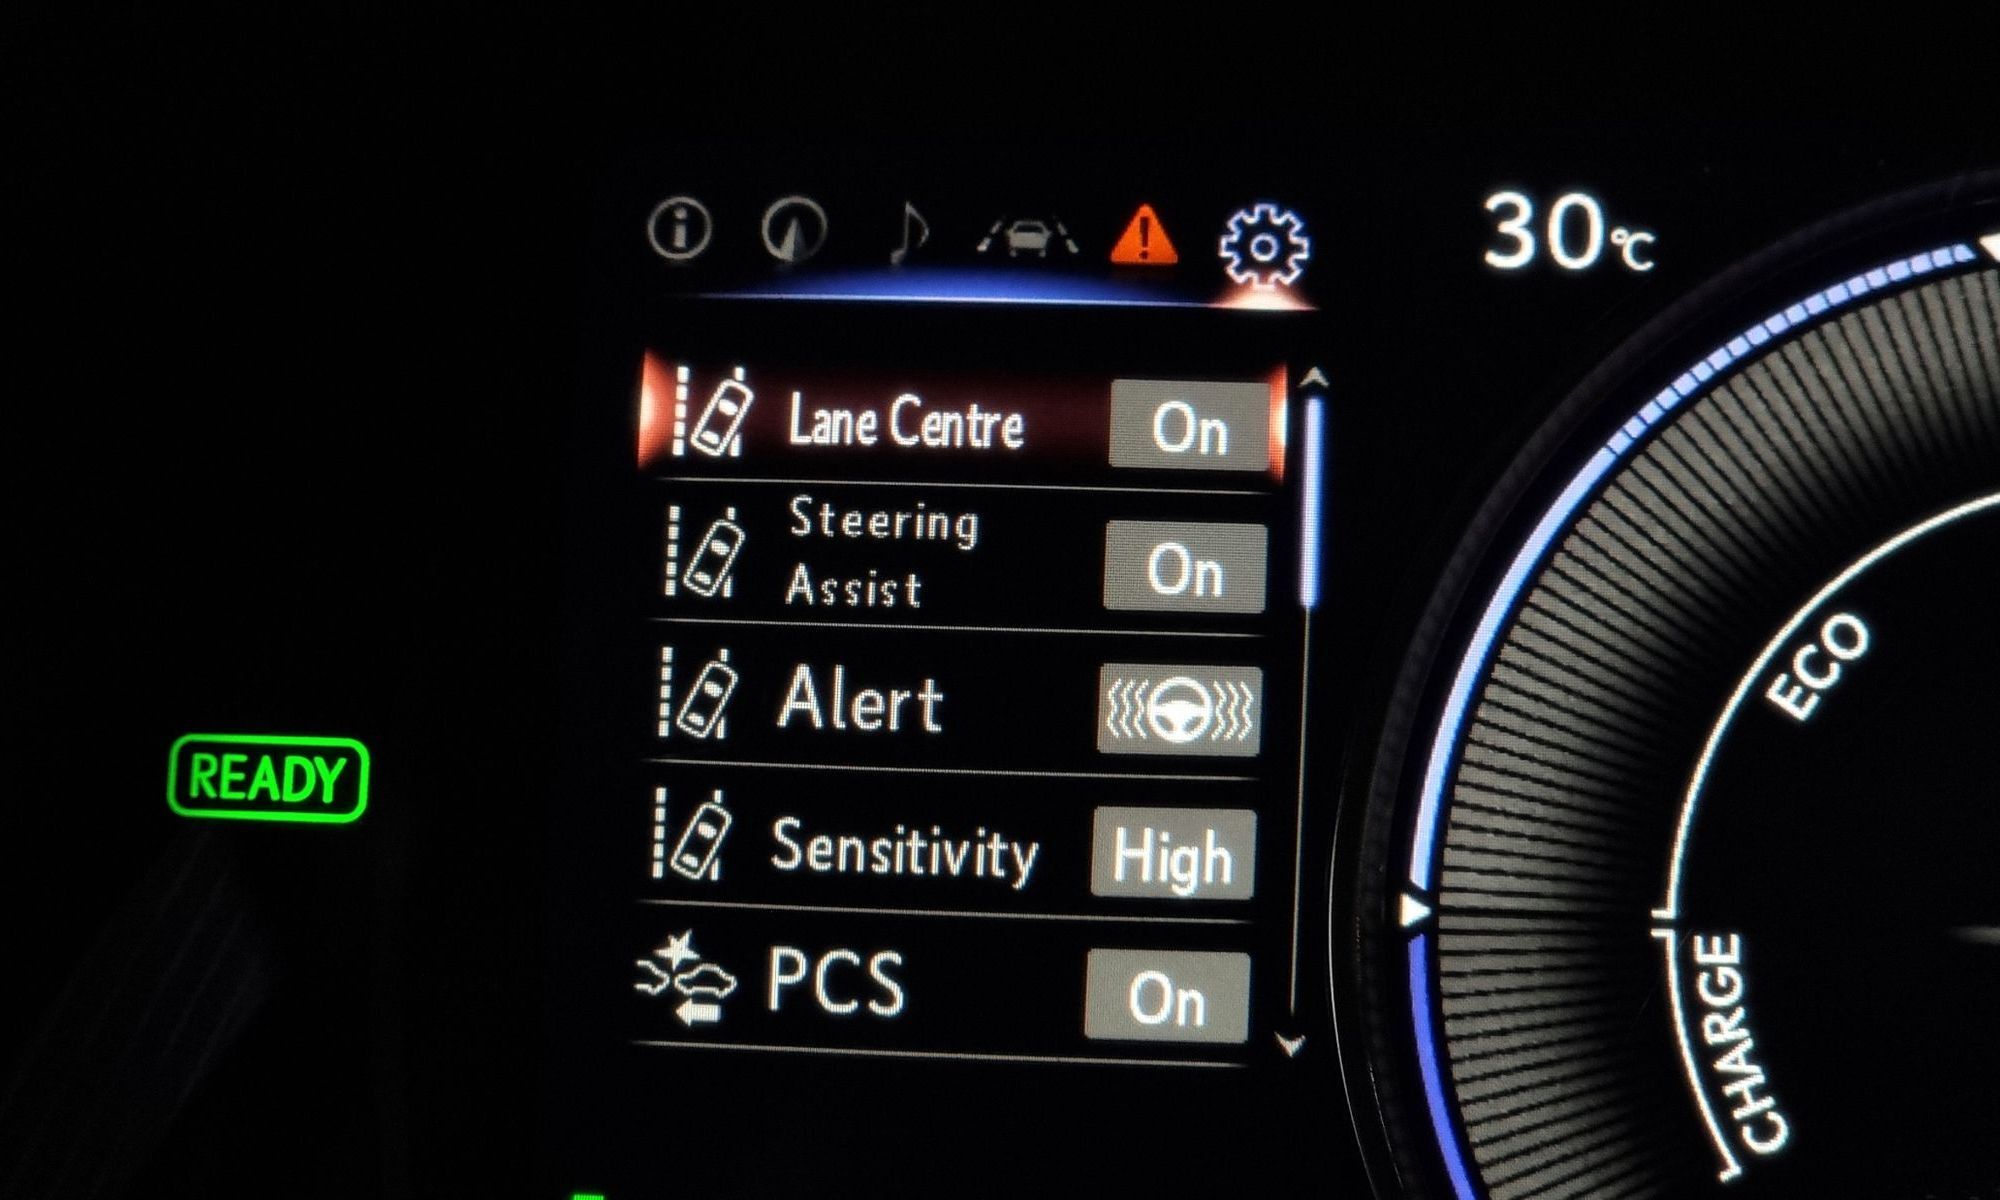 30°C
Lane Centre On
Steering
Assist On
Alert
Sensitivity High
PCS On
READY
ECO
CHARGE